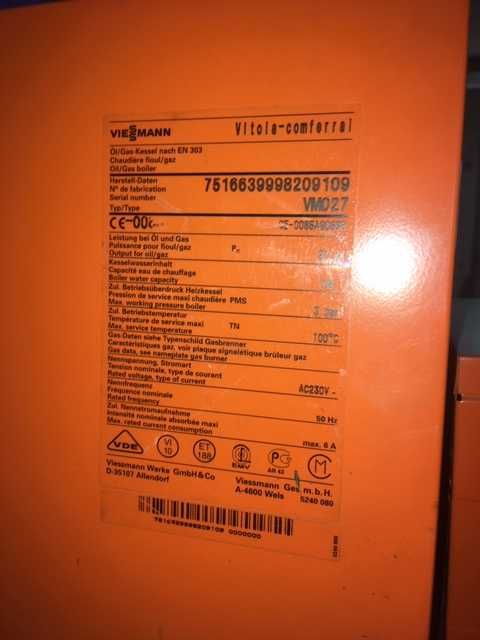 VIESSMANN
Vitola-comferral
Öl/Gas-Kessel nach EN 303
Chaudière fioul/gaz
Oil/Gas boiler
Herstell-Daten
N° de fabrication
Serial number
7516639998209109
Typ/Type
VM027
CE
Leistung bei Öl und Gas
Puissance pour fioul/gaz
Output for oil/gaz
Kesselwasserinhalt
Capacité eau de chauffage
Boiler water capacity
Zul. Betriebsüberdruck Heizkessel
Pression de service maxi chaudière PMS
Max. working pressure boiler
Zul. Betriebstemperatur
Température de service maxi TN
Max. service temperature
100°C
Gas-Daten siehe Typenschild Gasbrenner
Caractéristiques gaz, voir plaque signalétique brûleur gaz
Gas data, see nameplate gas burner
Nennspannung, Stromart
Tension nominale, type de courant
Rated voltage, type of current
AC230V~
Nennfrequenz
Fréquence nominale
Rated frequency
50 Hz
Zul. Nennstromaufnahme
Intensité nominale absorbée maxi
Max. rated current consumption
max. 6 A
VDE
VI
10
ET
188
EMV
Viessmann Werke GmbH&Co
D-35107 Allendorf
Viessmann Ges.m.b.H.
A-4600 Wels
5240 080